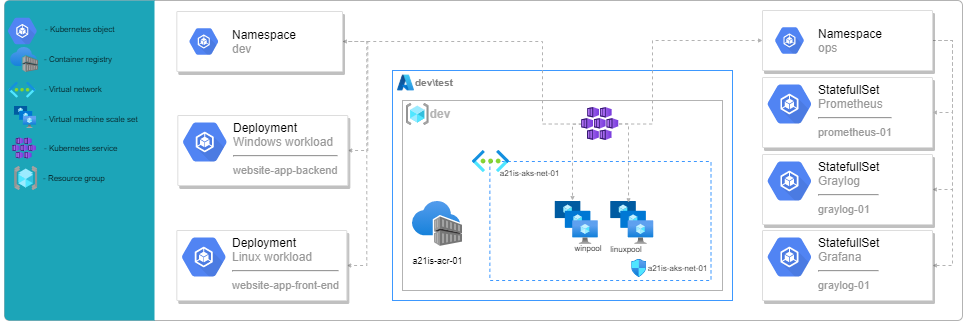 - Kubernetes object
- Container registry
- Virtual network
- Virtual machine scale set
- Kubernetes service
- Resource group
Namespace
dev
Deployment
Windows workload
website-app-backend
Deployment
Linux workload
website-app-front-end
dev\test
dev
a21is-aks-net-01
a21is-acr-01
winpool
linuxpool
a21is-aks-net-01
Namespace
ops
StatefullSet
Prometheus
prometheus-01
StatefullSet
Graylog
graylog-01
StatefullSet
Grafana
graylog-01